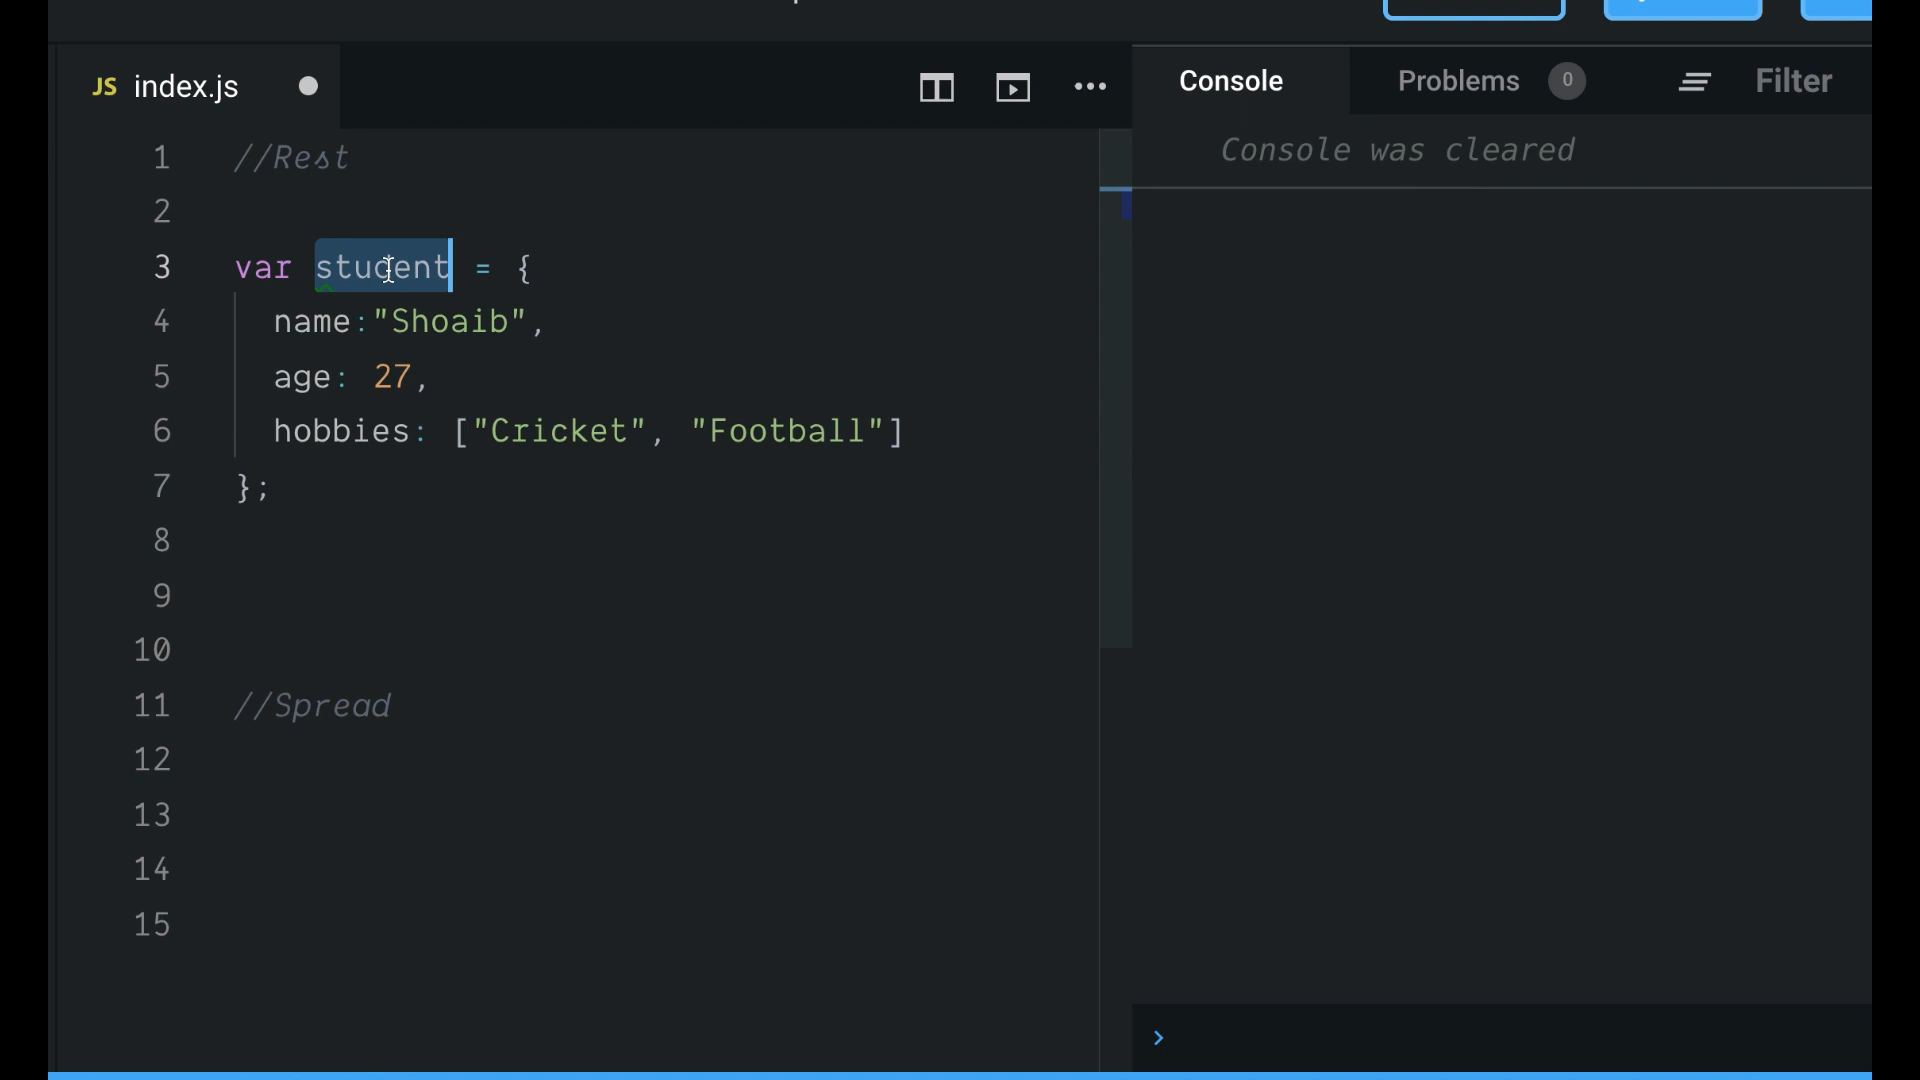 JS index.js
Console Problems 0 Filter
Console was cleared
1 //Rest
2
3 var student = {
4 name:"Shoaib",
5 age: 27,
6 hobbies: ["Cricket", "Football"]
7 };
8
9
10
11 //Spread
12
13
14
15